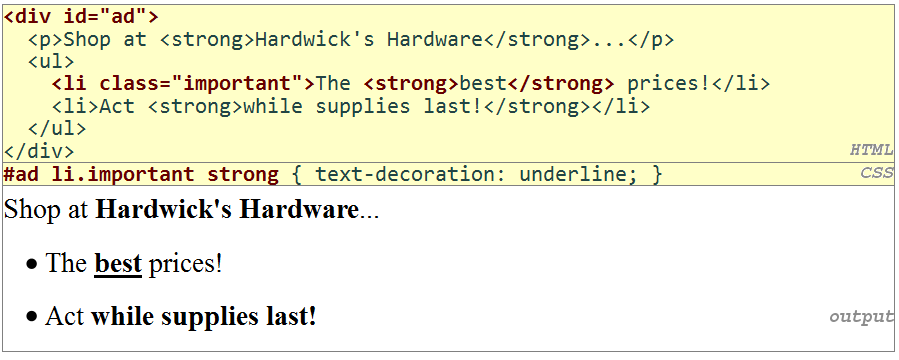 <div id="ad">
  <p>Shop at <strong>Hardwick's Hardware</strong>...</p>
  <ul>
    <li class="important">The <strong>best</strong> prices!</li>
    <li>Act <strong>while supplies last!</strong></li>
  </ul>
</div> HTML
#ad li.important strong { text-decoration: underline; } CSS
Shop at Hardwick's Hardware...
• The best prices!
• Act while supplies last! output